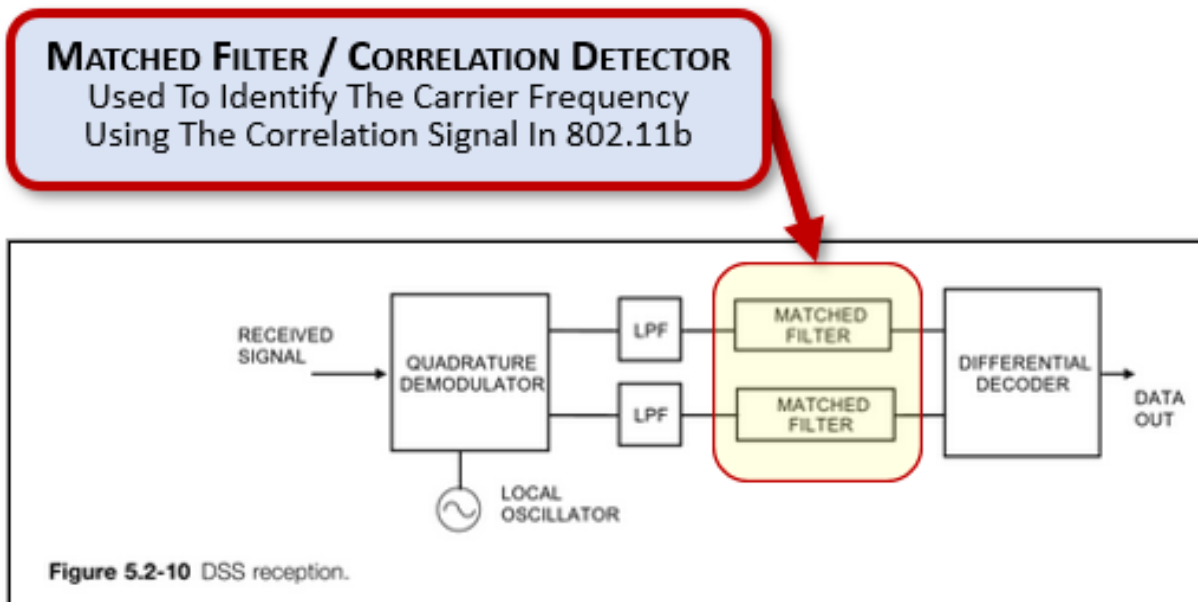 MATCHED FILTER / CORRELATION DETECTOR
Used To Identify The Carrier Frequency
Using The Correlation Signal In 802.11b
RECEIVED
SIGNAL
QUADRATURE
DEMODULATOR
LOCAL
OSCILLATOR
LPF
LPF
MATCHED
FILTER
MATCHED
FILTER
DIFFERENTIAL
DECODER
DATA
OUT
Figure 5.2-10 DSS reception.